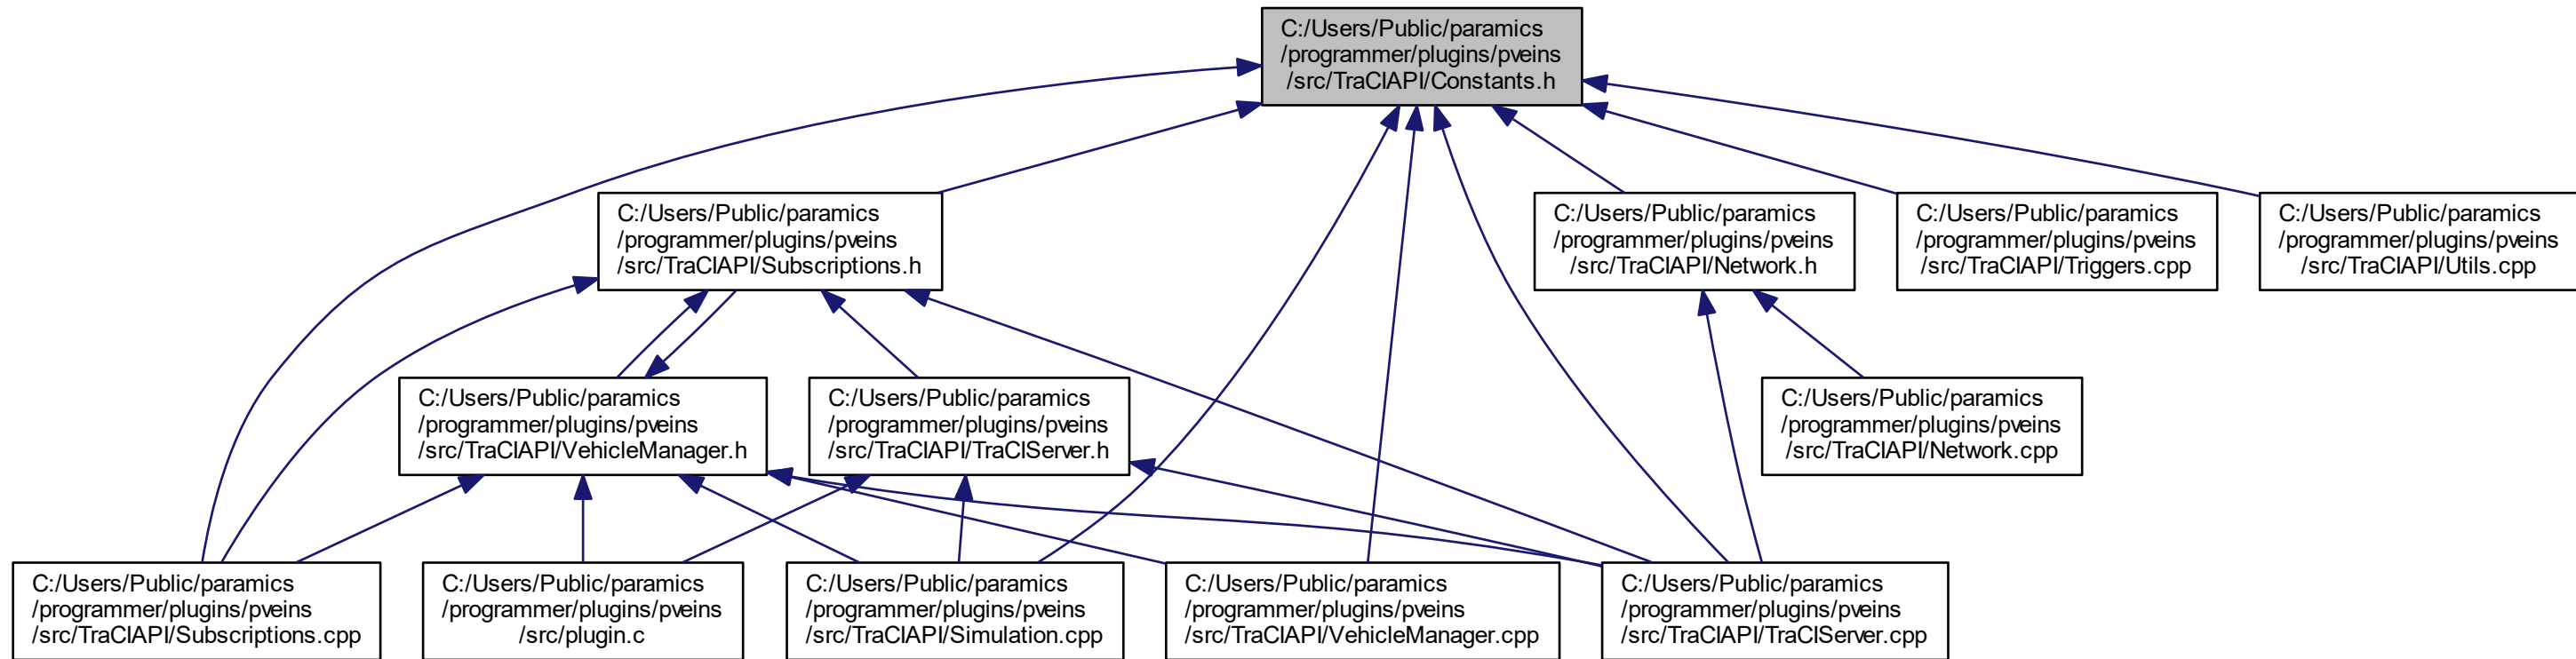 C:/Users/Public/paramics
/programmer/plugins/pveins
/src/TraCIAPI/Constants.h
C:/Users/Public/paramics
/programmer/plugins/pveins
/src/TraCIAPI/Subscriptions.h
C:/Users/Public/paramics
/programmer/plugins/pveins
/src/TraCIAPI/Network.h
C:/Users/Public/paramics
/programmer/plugins/pveins
/src/TraCIAPI/Triggers.cpp
C:/Users/Public/paramics
/programmer/plugins/pveins
/src/TraCIAPI/Utils.cpp
C:/Users/Public/paramics
/programmer/plugins/pveins
/src/TraCIAPI/VehicleManager.h
C:/Users/Public/paramics
/programmer/plugins/pveins
/src/TraCIAPI/TraCIServer.h
C:/Users/Public/paramics
/programmer/plugins/pveins
/src/TraCIAPI/Network.cpp
C:/Users/Public/paramics
/programmer/plugins/pveins
/src/TraCIAPI/Subscriptions.cpp
C:/Users/Public/paramics
/programmer/plugins/pveins
/src/plugin.c
C:/Users/Public/paramics
/programmer/plugins/pveins
/src/TraCIAPI/Simulation.cpp
C:/Users/Public/paramics
/programmer/plugins/pveins
/src/TraCIAPI/VehicleManager.cpp
C:/Users/Public/paramics
/programmer/plugins/pveins
/src/TraCIAPI/TraCIServer.cpp